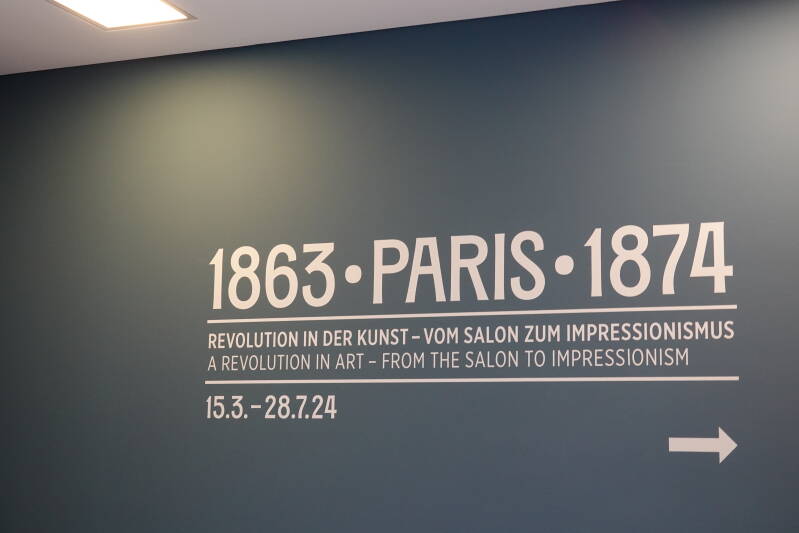 1863 • PARIS • 1874
REVOLUTION IN DER KUNST – VOM SALON ZUM IMPRESSIONISMUS
A REVOLUTION IN ART – FROM THE SALON TO IMPRESSIONISM
15.3. – 28.7.24